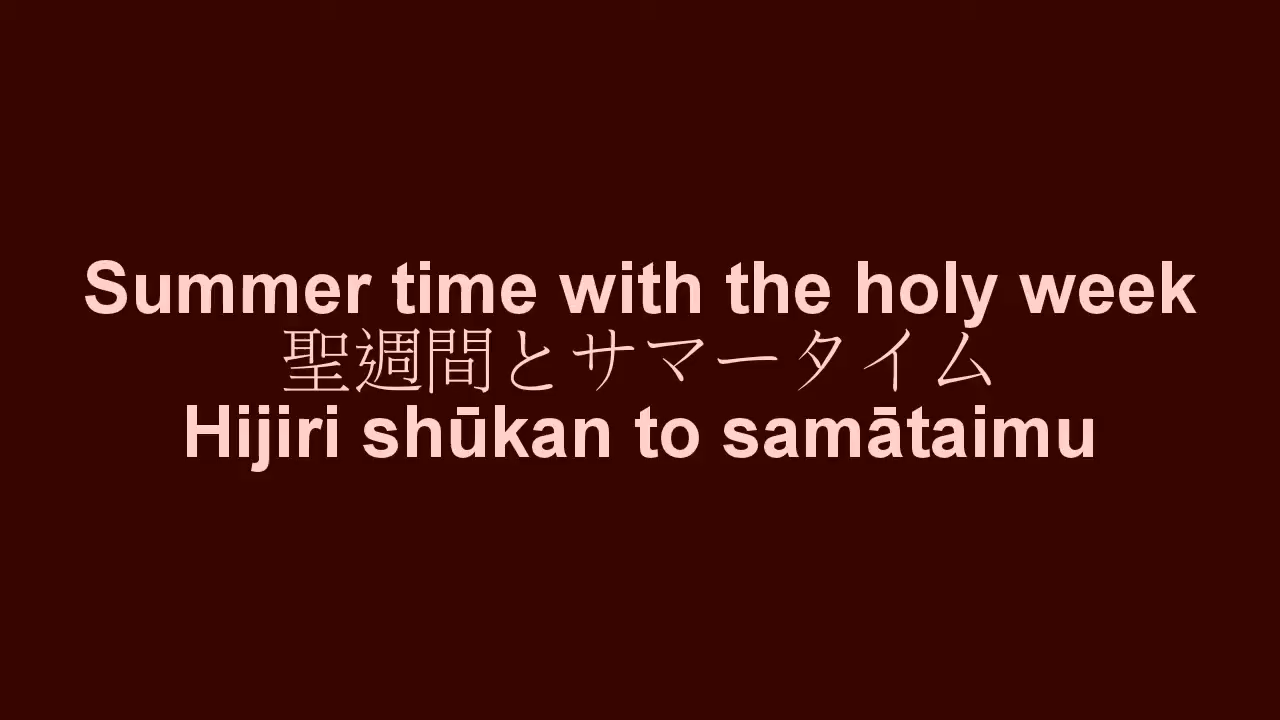 Summer time with the holy week
聖週間とサマータイム
Hijiri shūkan to samātaimu